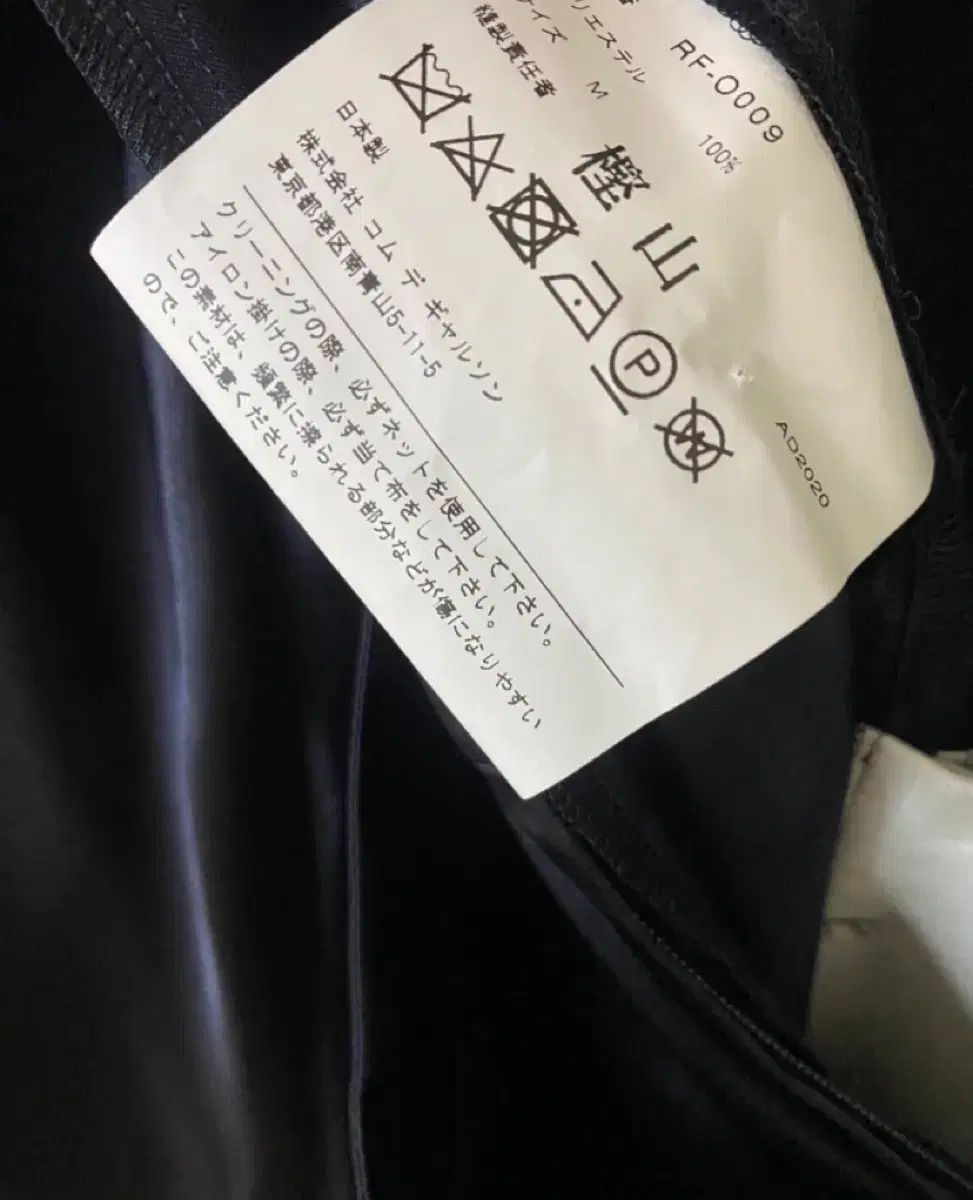 RF-O009
リエステル 100%
サイズ M
縫製責任者 樫山
P
W
日本製
株式会社 コム デ ギャルソン
東京都港区南青山5-11-5
AD2020
クリーニングの際、必ずネットを使用して下さい。
アイロン掛けの際、必ず当て布をして下さい。
この素材は、頻繁に擦られる部分などが傷になりやすい
ので、ご注意ください。